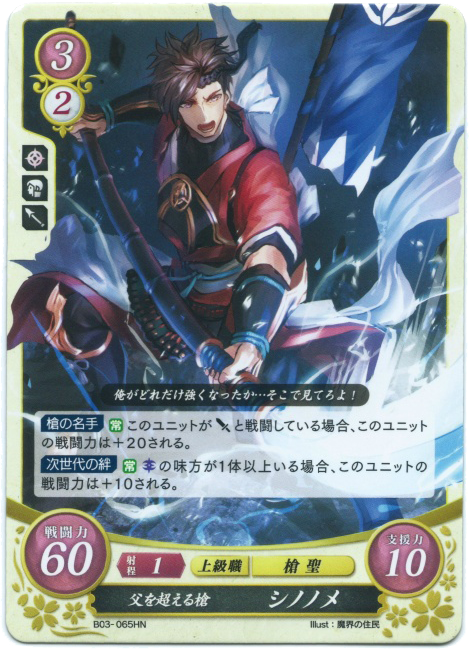 3
2
俺がどれだけ強くなったか…そこで見てろよ！
槍の名手 常 このユニットが と戦闘している場合、このユニット
の戦闘力は＋20される。
次世代の絆 常 の味方が1体以上いる場合、このユニットの
戦闘力は＋10される。
戦闘力
60
射程 1
上級職
槍聖
支援力
10
父を超える槍
シノノメ
B03-065HN
Illust：魔界の住民